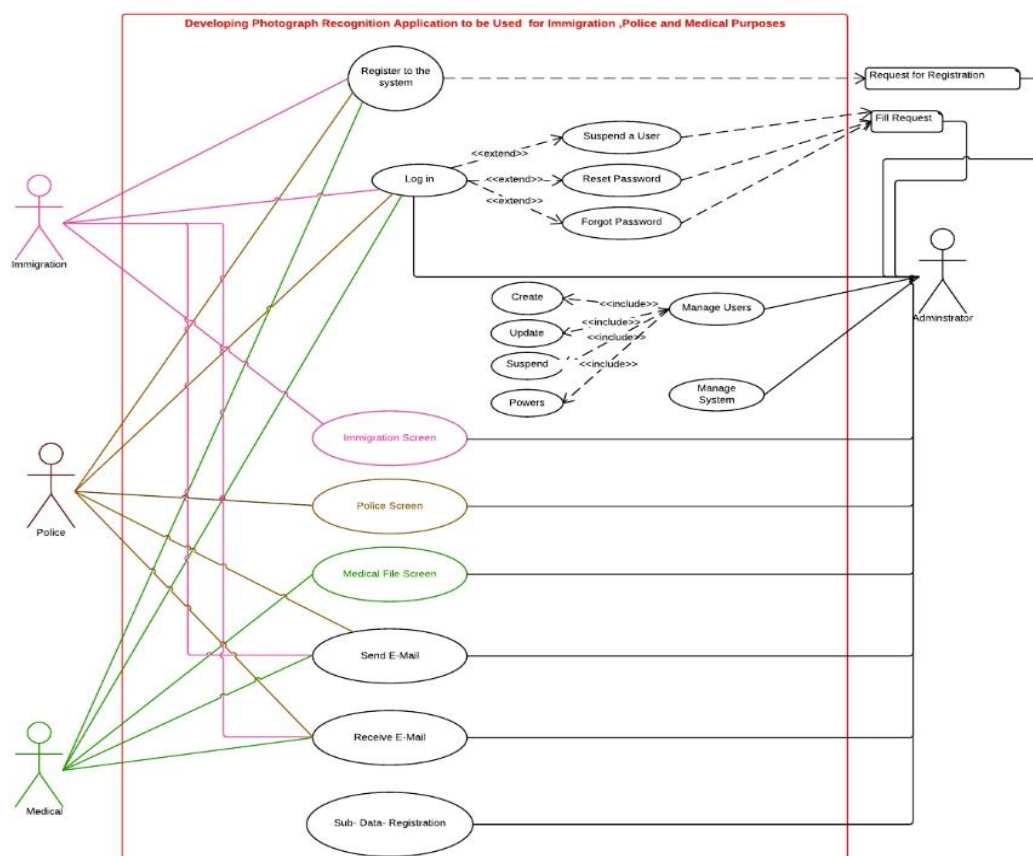 Developing Photograph Recognition Application to be Used for Immigration ,Police and Medical Purposes
Register to the
system
Request for Registration
Fill Request
Suspend a User
<<extend>>
Log in
<<extend>>
Reset Password
<<extend>>
Forgot Password
Immigration
Create
<<include>>
Manage Users
Adminstrator
Update
<<include>>
<<include>>
Suspend
<<include>>
Powers
Manage
System
Immigration Screen
Police Screen
Police
Medical File Screen
Send E-Mail
Receive E-Mail
Medical
Sub- Data- Registration